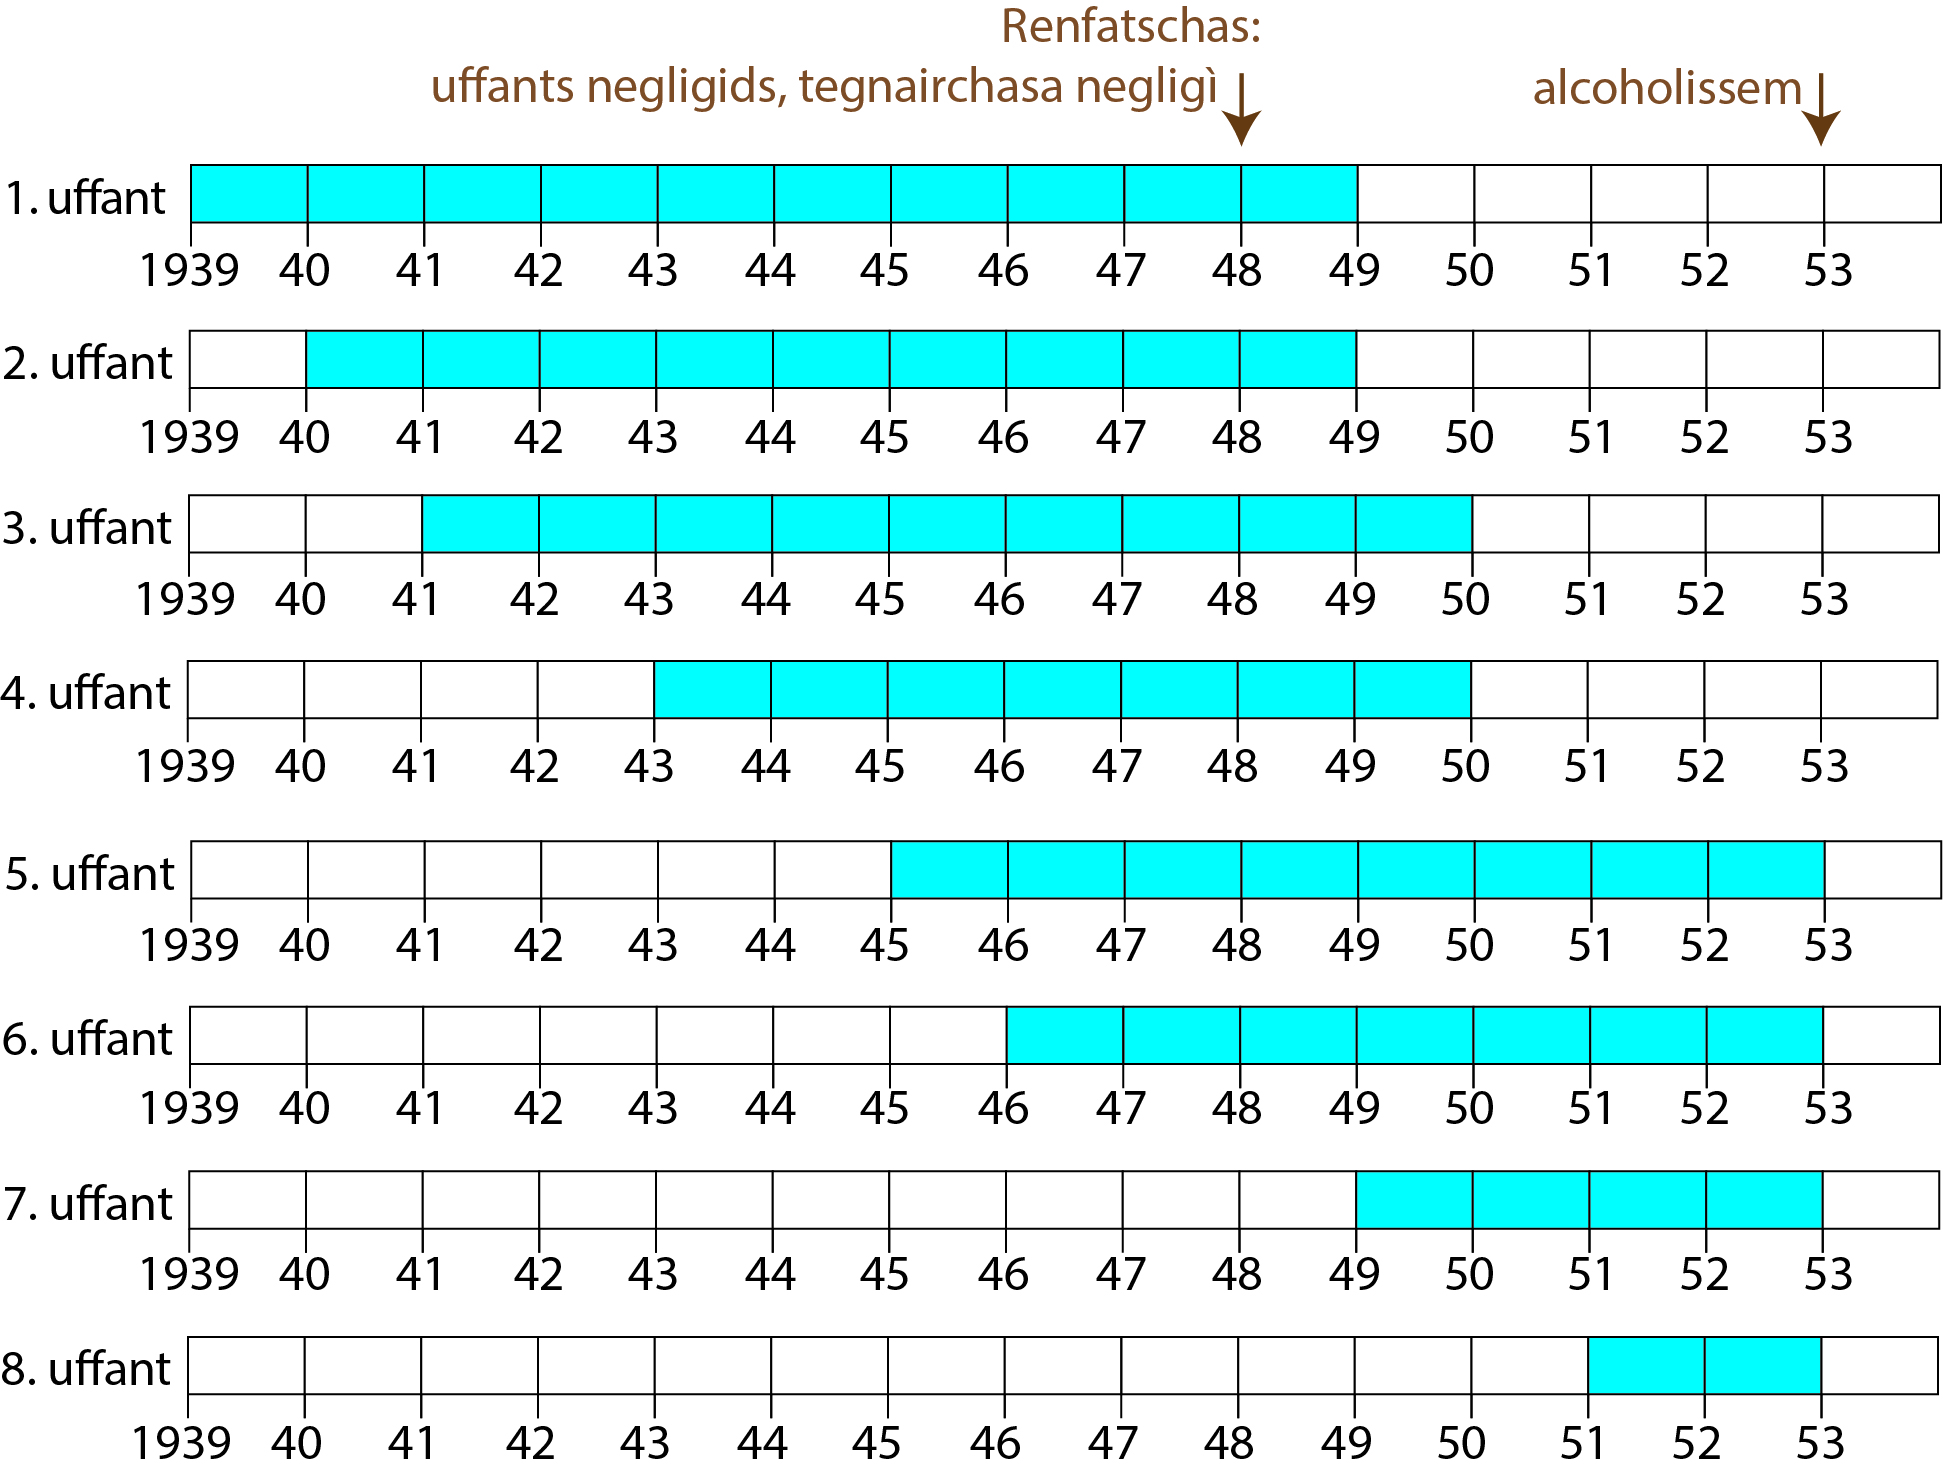 Renfatschas:
uffants negligids, tegnairchasa negligì
alcoholissem
1. uffant
1939 40 41 42 43 44 45 46 47 48 49 50 51 52 53
2. uffant
1939 40 41 42 43 44 45 46 47 48 49 50 51 52 53
3. uffant
1939 40 41 42 43 44 45 46 47 48 49 50 51 52 53
4. uffant
1939 40 41 42 43 44 45 46 47 48 49 50 51 52 53
5. uffant
1939 40 41 42 43 44 45 46 47 48 49 50 51 52 53
6. uffant
1939 40 41 42 43 44 45 46 47 48 49 50 51 52 53
7. uffant
1939 40 41 42 43 44 45 46 47 48 49 50 51 52 53
8. uffant
1939 40 41 42 43 44 45 46 47 48 49 50 51 52 53